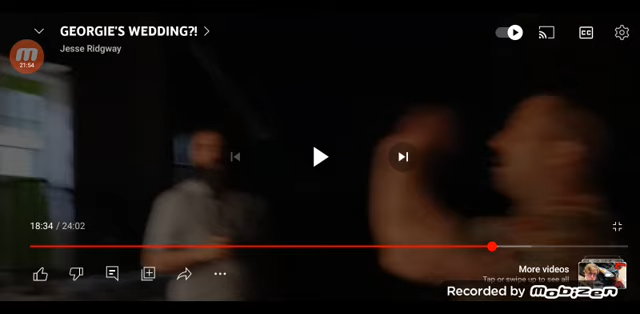 GEORGIE'S WEDDING?!
Jesse Ridgway
CC
21:54
18:34 / 24:02
More videos
Tap or swipe up to see all
Recorded by Mobizen